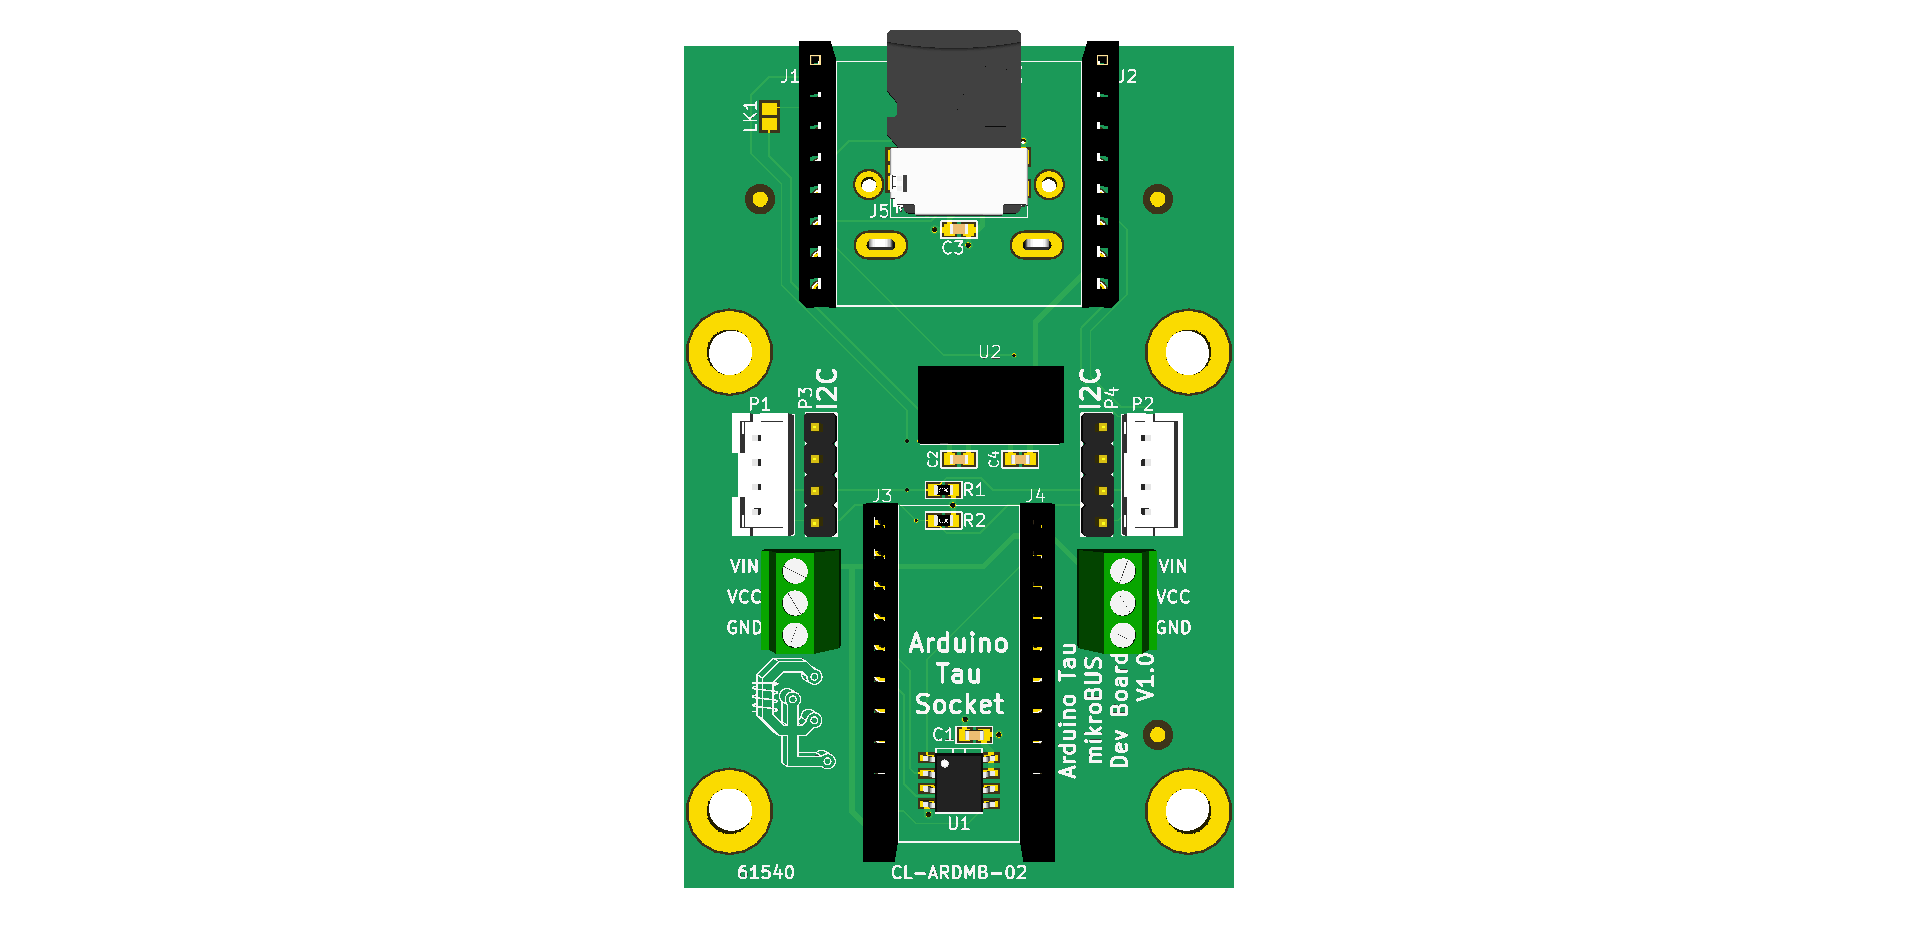 J1
J2
LK1
J5
C3
U2
I2C
P3
P1
I2C
P4
P2
C2
C4
R1
J3
J4
R2
VIN
VCC
GND
VIN
VCC
GND
Arduino
Tau
Socket
Arduino Tau
mikroBUS
Dev Board
V1.0
C1
U1
61540
CL-ARDMB-02